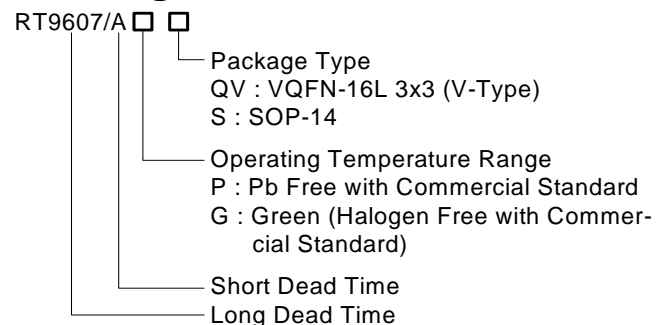 RT9607/A
Package Type
QV : VQFN-16L 3x3 (V-Type)
S : SOP-14
Operating Temperature Range
P : Pb Free with Commercial Standard
G : Green (Halogen Free with Commer-
cial Standard)
Short Dead Time
Long Dead Time